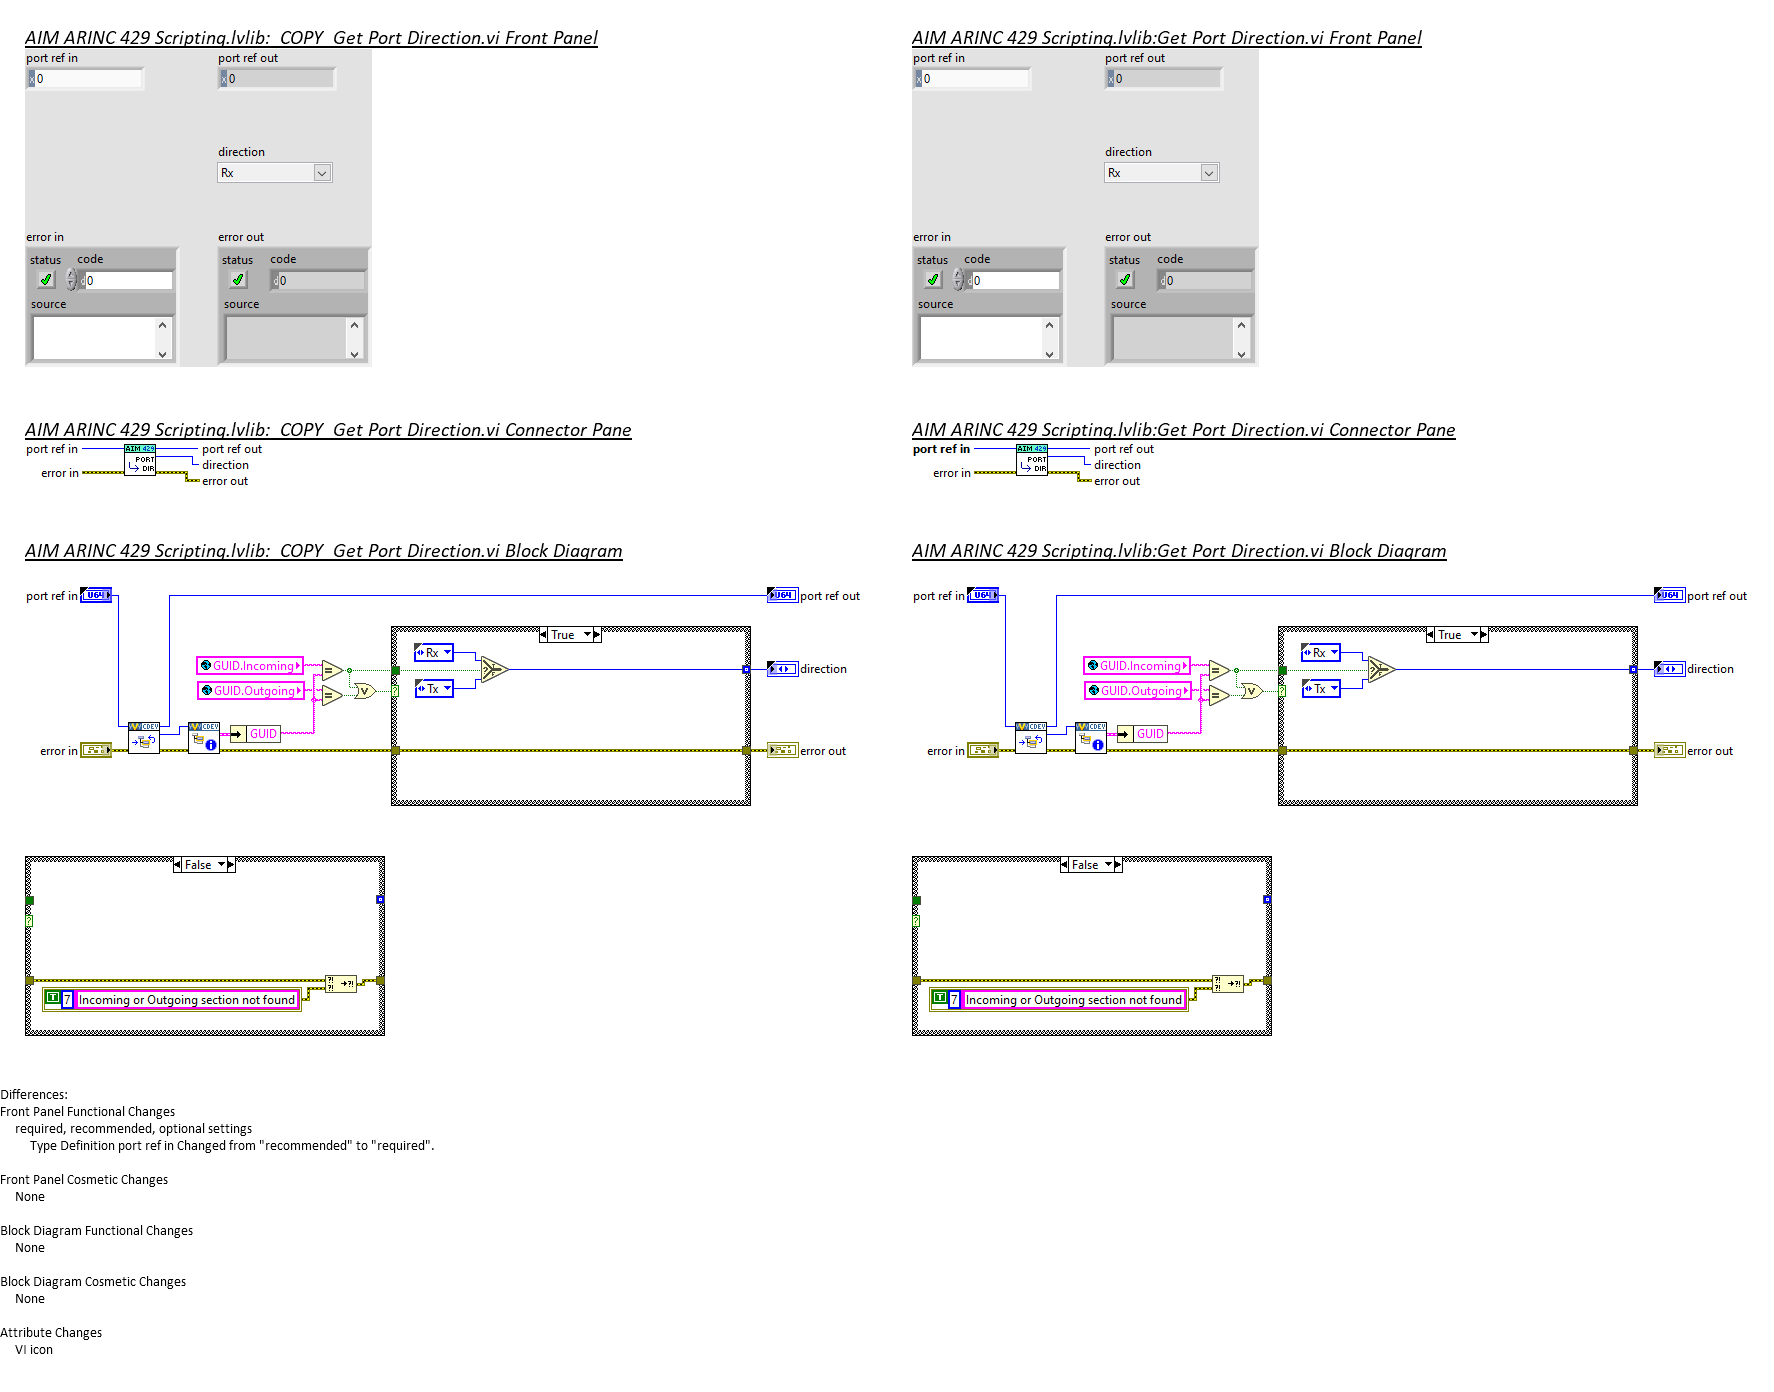 AIM ARINC 429 Scripting.lvlib:  COPY  Get Port Direction.vi Front Panel
port ref in
port ref out
x 0
x 0
direction
Rx
error in
error out
status code
status code
d 0
d 0
source
source
AIM ARINC 429 Scripting.lvlib:Get Port Direction.vi Front Panel
port ref in
port ref out
x 0
x 0
direction
Rx
error in
error out
status code
status code
d 0
d 0
source
source
AIM ARINC 429 Scripting.lvlib:  COPY  Get Port Direction.vi Connector Pane
port ref in
AIM 429
PORT
DIR
port ref out
direction
error in
error out
AIM ARINC 429 Scripting.lvlib:Get Port Direction.vi Connector Pane
port ref in
AIM 429
PORT
DIR
port ref out
direction
error in
error out
AIM ARINC 429 Scripting.lvlib:  COPY  Get Port Direction.vi Block Diagram
port ref in
U64
U64
port ref out
True
Rx
GUID.Incoming
=
T
?
F
direction
GUID.Outgoing
=
V
?
Tx
CDEV
CDEV
GUID
error in
error out
False
?
?!
?!
→?!
T 7 Incoming or Outgoing section not found
AIM ARINC 429 Scripting.lvlib:Get Port Direction.vi Block Diagram
port ref in
U64
U64
port ref out
True
Rx
GUID.Incoming
=
T
?
F
direction
GUID.Outgoing
=
V
?
Tx
CDEV
CDEV
GUID
error in
error out
False
?
?!
?!
→?!
T 7 Incoming or Outgoing section not found
Differences:
Front Panel Functional Changes
required, recommended, optional settings
Type Definition port ref in Changed from "recommended" to "required".
Front Panel Cosmetic Changes
None
Block Diagram Functional Changes
None
Block Diagram Cosmetic Changes
None
Attribute Changes
VI icon